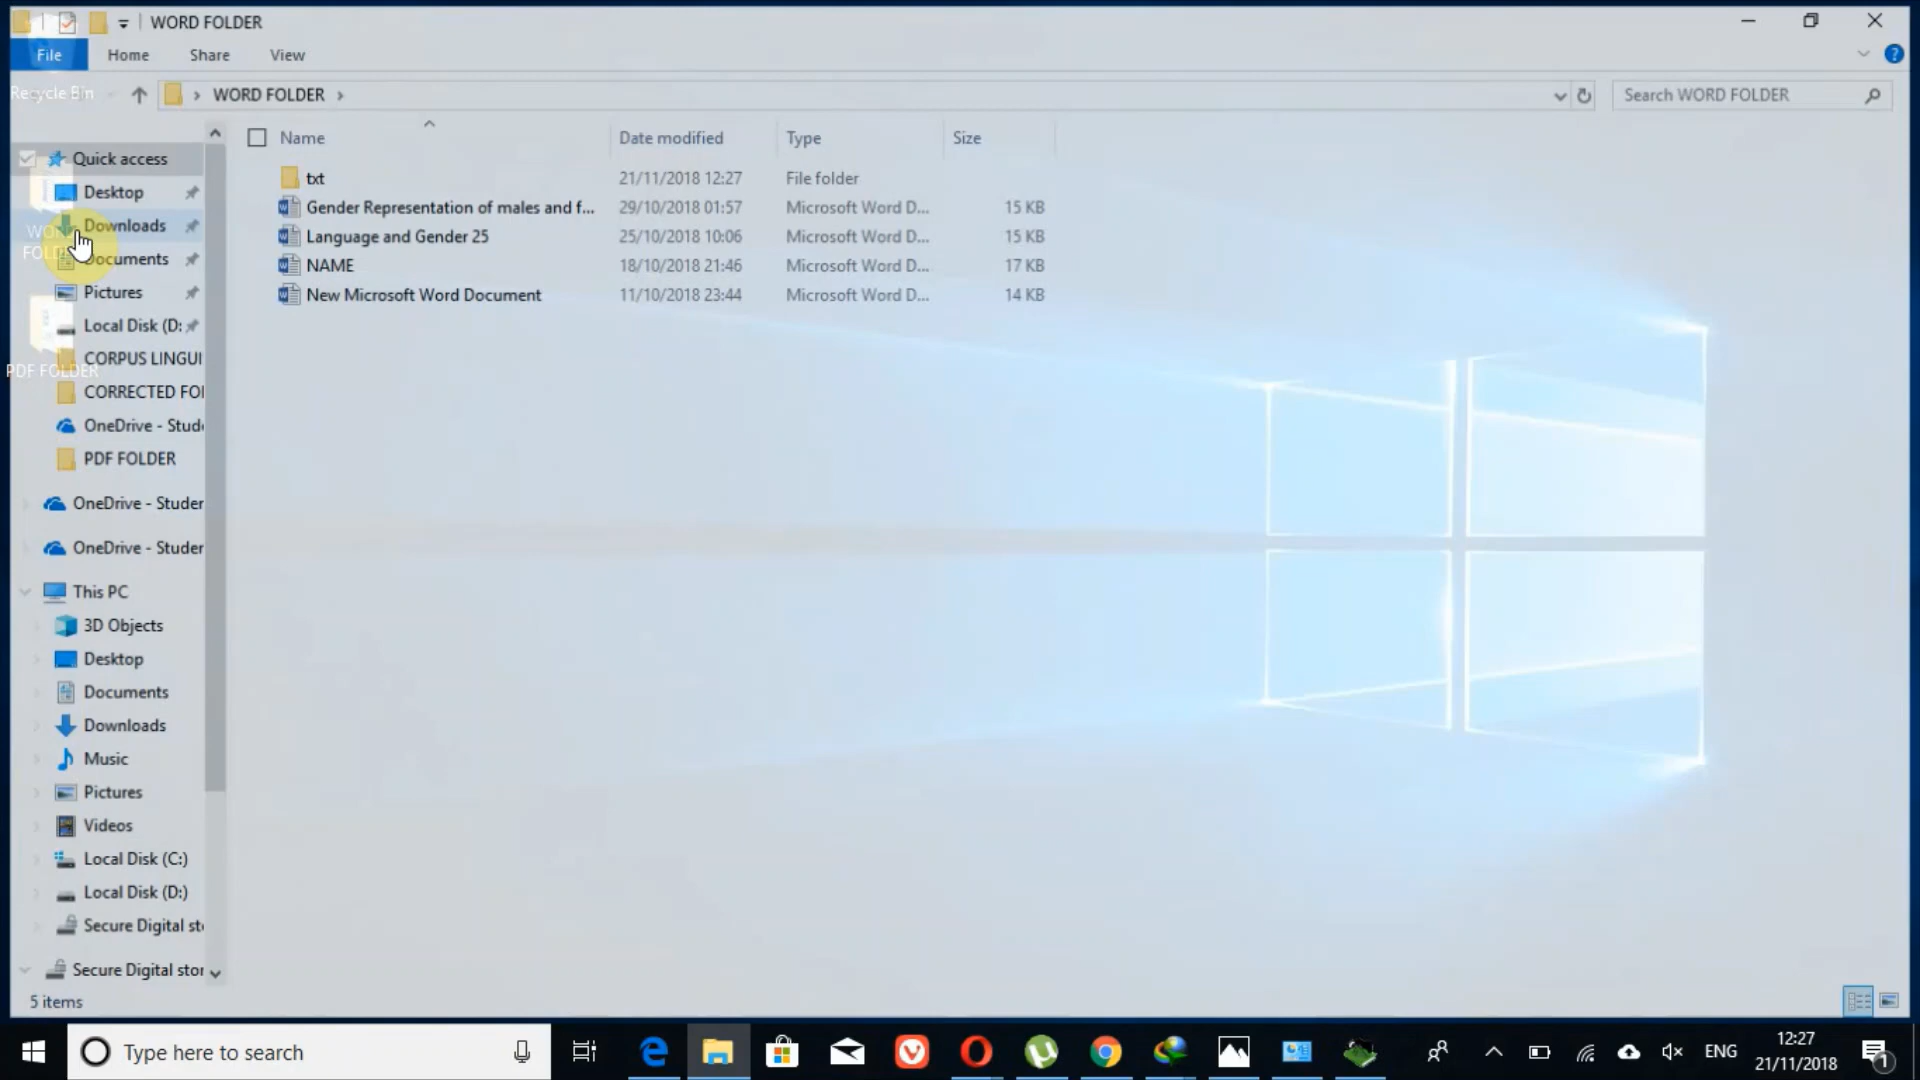 WORD FOLDER
File Home Share View
Recycle Bin
WORD FOLDER
Search WORD FOLDER
Name Date modified Type Size
Quick access
Desktop
Downloads
Documents
Pictures
Local Disk (D:
CORPUS LINGUI
PDF FOLDER
CORRECTED FOI
OneDrive - Stude
PDF FOLDER
OneDrive - Studer
OneDrive - Studer
This PC
3D Objects
Desktop
Documents
Downloads
Music
Pictures
Videos
Local Disk (C:)
Local Disk (D:)
Secure Digital sto
Secure Digital stor
txt 21/11/2018 12:27 File folder
Gender Representation of males and f... 29/10/2018 01:57 Microsoft Word D... 15 KB
Language and Gender 25 25/10/2018 10:06 Microsoft Word D... 15 KB
NAME 18/10/2018 21:46 Microsoft Word D... 17 KB
New Microsoft Word Document 11/10/2018 23:44 Microsoft Word D... 14 KB
5 items
Type here to search
ENG
12:27
21/11/2018
1